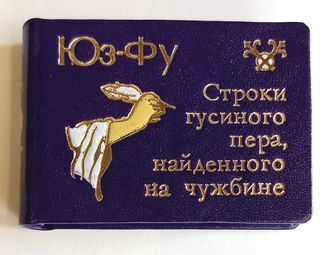 Юз-Фу
Строки
гусиного
пера,
найденного
на чужбине